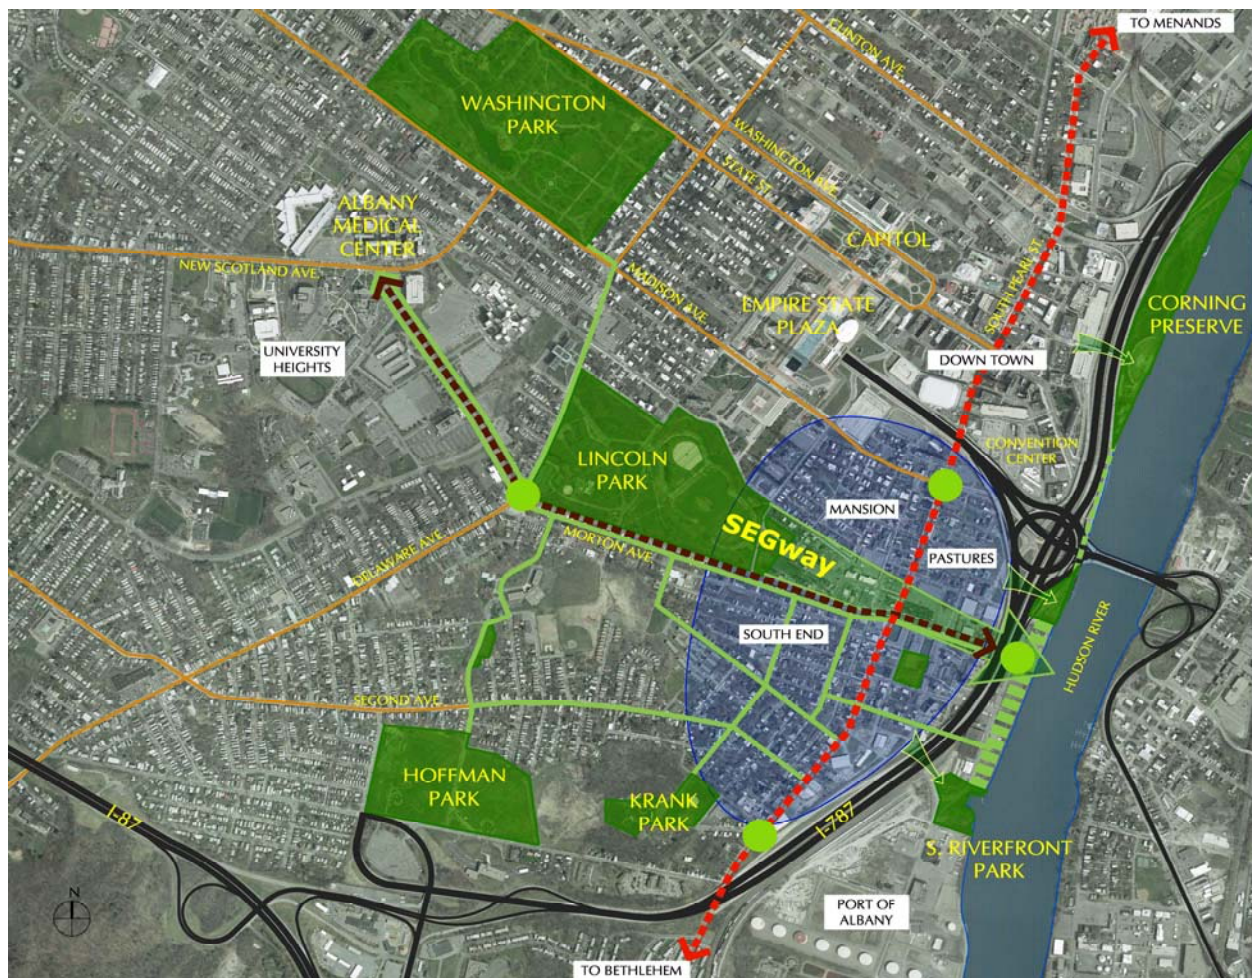 TO MENANDS
CLINTON AVE
WASHINGTON
PARK
WASHINGTON AVE
STATE ST
ALBANY
MEDICAL
CENTER
CAPITOL
NEW SCOTLAND AVE
MADISON AVE
SOUTH PEARL ST
EMPIRE STATE
PLAZA
CORNING
PRESERVE
UNIVERSITY
HEIGHTS
DOWN TOWN
CONVENTION
CENTER
LINCOLN
PARK
MANSION
SEGway
MORTON AVE
DELAWARE AVE
PASTURES
SOUTH END
HUDSON RIVER
SECOND AVE
HOFFMAN
PARK
KRANK
PARK
I-87
I-787
S. RIVERFRONT
PARK
N
PORT OF
ALBANY
TO BETHLEHEM